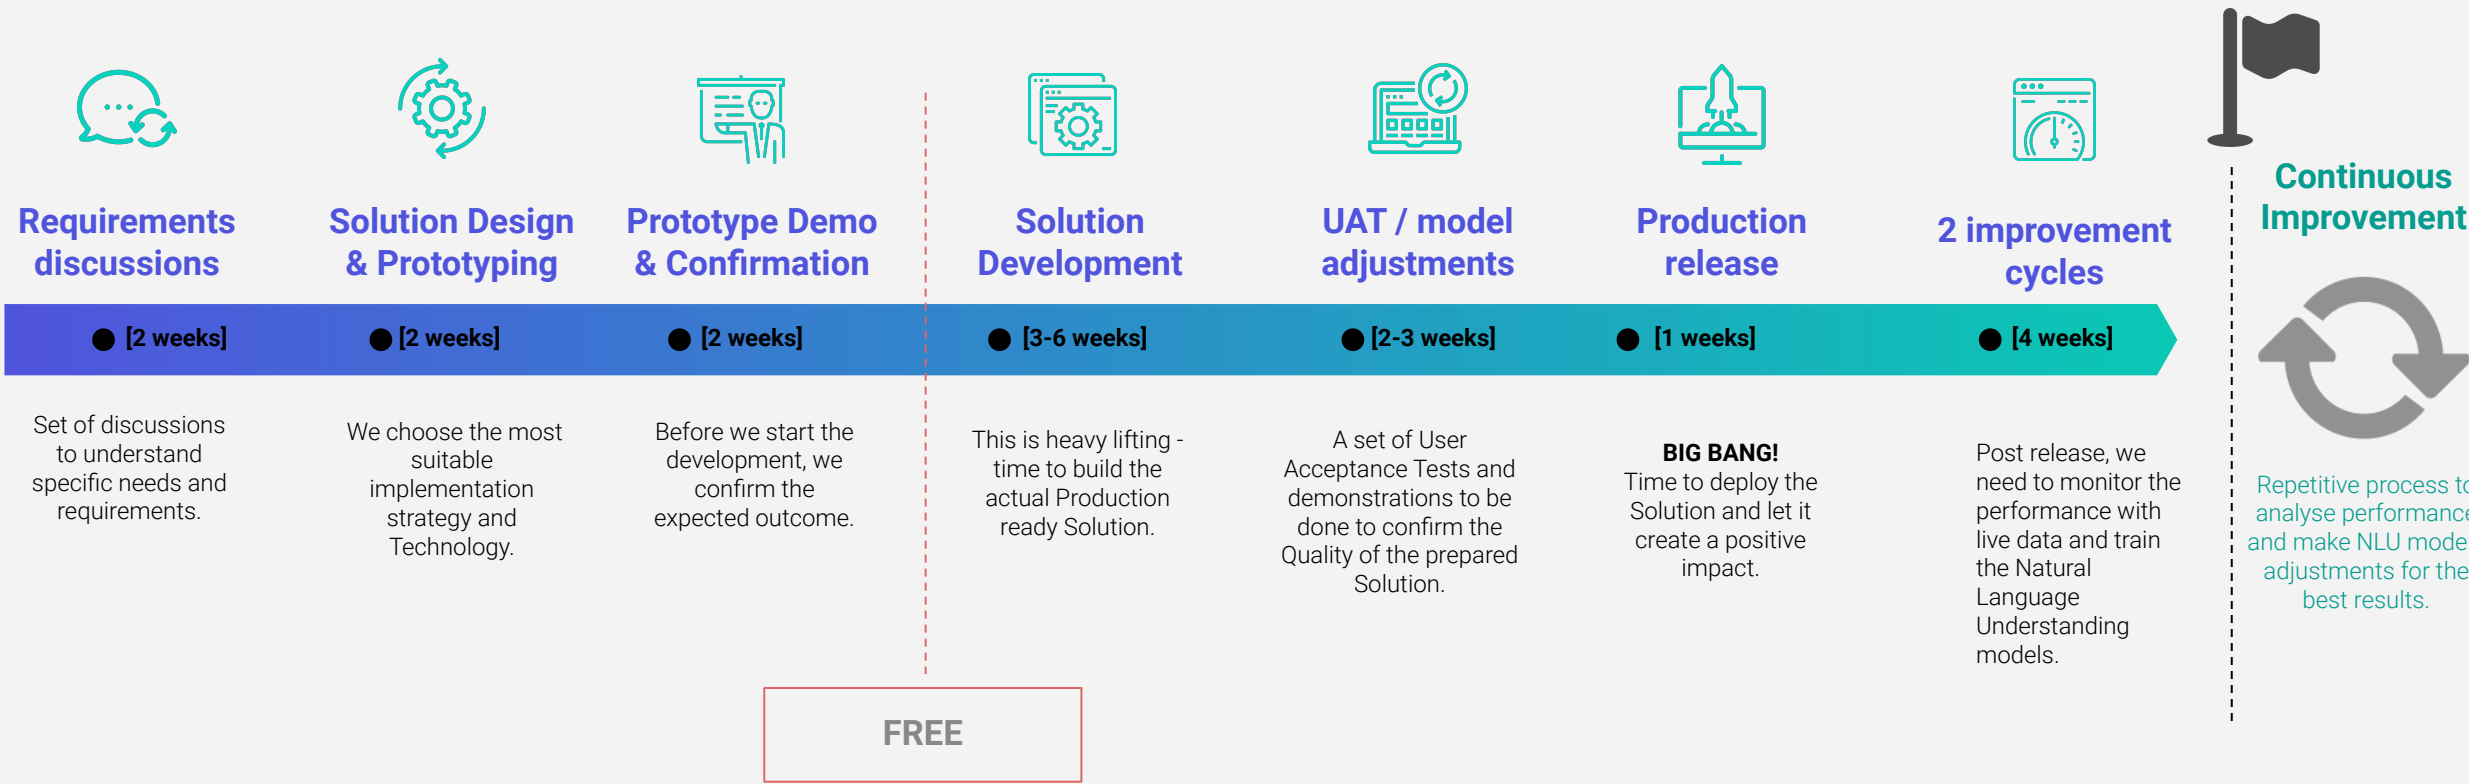 Requirements
discussions
[2 weeks]
Set of discussions
to understand
specific needs and
requirements.
Solution Design
& Prototyping
[2 weeks]
We choose the most
suitable
implementation
strategy and
Technology.
Prototype Demo
& Confirmation
[2 weeks]
Before we start the
development, we
confirm the
expected outcome.
Solution
Development
[3-6 weeks]
This is heavy lifting -
time to build the
actual Production
ready Solution.
UAT / model
adjustments
[2-3 weeks]
A set of User
Acceptance Tests and
demonstrations to be
done to confirm the
Quality of the prepared
Solution.
Production
release
[1 weeks]
BIG BANG!
Time to deploy the
Solution and let it
create a positive
impact.
2 improvement
cycles
[4 weeks]
Post release, we
need to monitor the
performance with
live data and train
the Natural
Language
Understanding
models.
Continuous
Improvement
Repetitive process to
analyse performance
and make NLU mode
adjustments for the
best results.
FREE